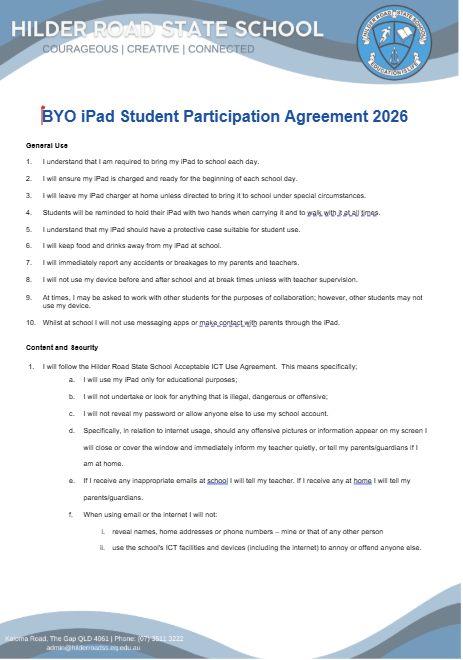 HILDER ROAD STATE SCHOOL
COURAGEOUS | CREATIVE | CONNECTED
HILDER ROAD STATE SCHOOL
EDUCATION IS LIFE
BYO iPad Student Participation Agreement 2026
General Use
1. I understand that I am required to bring my iPad to school each day.
2. I will ensure my iPad is charged and ready for the beginning of each school day.
3. I will leave my iPad charger at home unless directed to bring it to school under special circumstances.
4. Students will be reminded to hold their iPad with two hands when carrying it and to walk with it at all times.
5. I understand that my iPad should have a protective case suitable for student use.
6. I will keep food and drinks away from my iPad at school.
7. I will immediately report any accidents or breakages to my parents and teachers.
8. I will not use my device before and after school and at break times unless with teacher supervision.
9. At times, I may be asked to work with other students for the purposes of collaboration; however, other students may not
use my device.
10. Whilst at school I will not use messaging apps or make contact with parents through the iPad.
Content and Security
1. I will follow the Hilder Road State School Acceptable ICT Use Agreement. This means specifically;
a. I will use my iPad only for educational purposes;
b. I will not undertake or look for anything that is illegal, dangerous or offensive;
c. I will not reveal my password or allow anyone else to use my school account.
d. Specifically, in relation to internet usage, should any offensive pictures or information appear on my screen I
will close or cover the window and immediately inform my teacher quietly, or tell my parents/guardians if I
am at home.
e. If I receive any inappropriate emails at school I will tell my teacher. If I receive any at home I will tell my
parents/guardians.
f. When using email or the internet I will not:
i. reveal names, home addresses or phone numbers – mine or that of any other person
ii. use the school's ICT facilities and devices (including the internet) to annoy or offend anyone else.
Kaloma Road, The Gap QLD 4061 | Phone: (07) 3511 3222
admin@hilderroadss.eq.edu.au